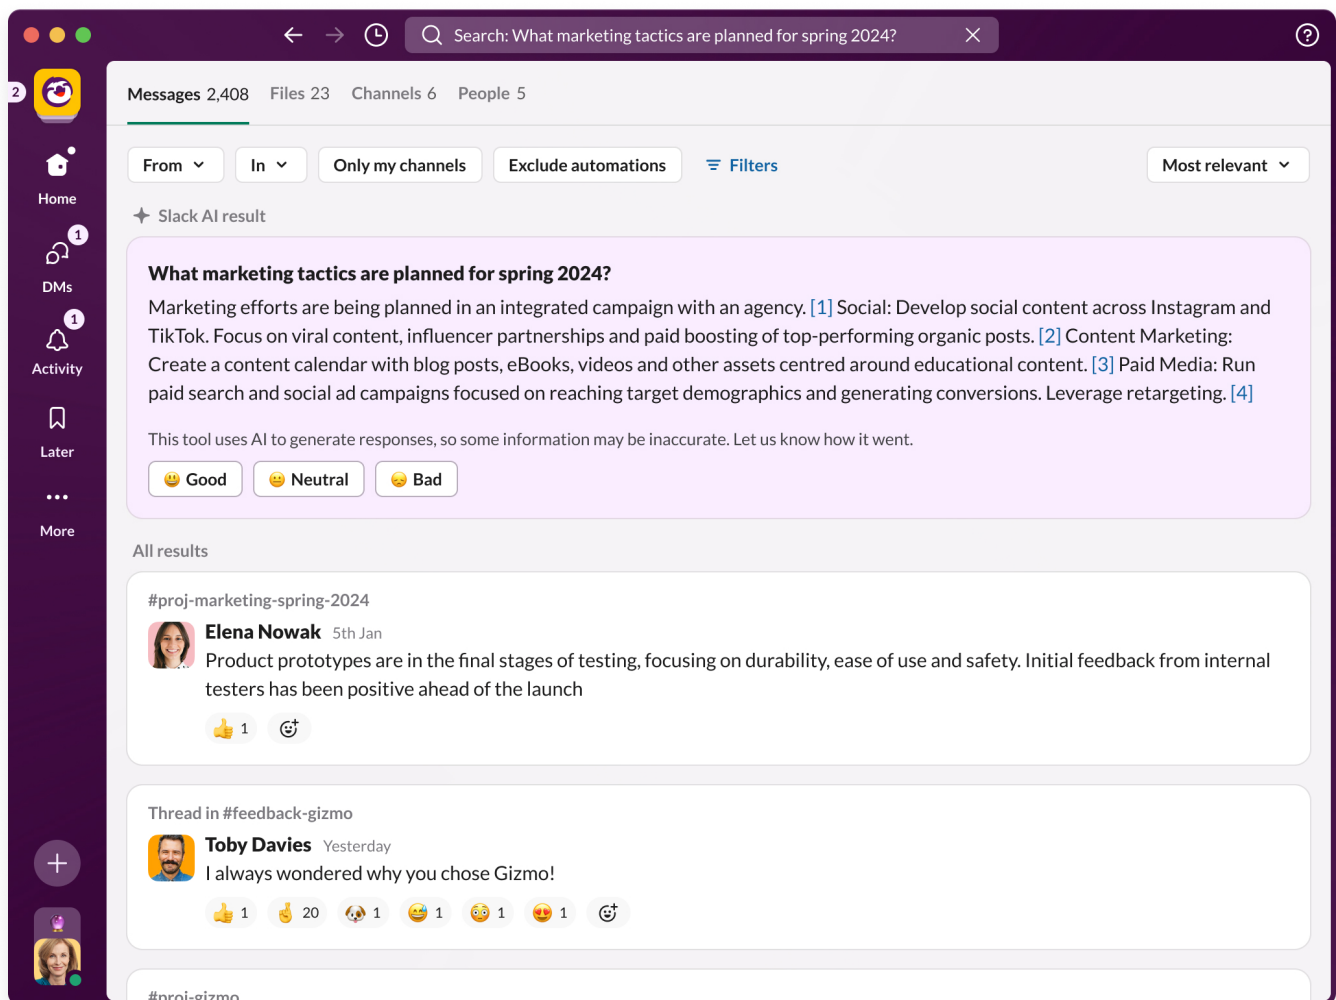 Search: What marketing tactics are planned for spring 2024?
2
Messages 2,408 Files 23 Channels 6 People 5
From In Only my channels Exclude automations Filters Most relevant
Home
1
DMs
1
Activity
Later
More
Slack AI result
What marketing tactics are planned for spring 2024?
Marketing efforts are being planned in an integrated campaign with an agency. [1] Social: Develop social content across Instagram and
TikTok. Focus on viral content, influencer partnerships and paid boosting of top-performing organic posts. [2] Content Marketing:
Create a content calendar with blog posts, eBooks, videos and other assets centred around educational content. [3] Paid Media: Run
paid search and social ad campaigns focused on reaching target demographics and generating conversions. Leverage retargeting. [4]
This tool uses AI to generate responses, so some information may be inaccurate. Let us know how it went.
Good Neutral Bad
All results
#proj-marketing-spring-2024
Elena Nowak 5th Jan
Product prototypes are in the final stages of testing, focusing on durability, ease of use and safety. Initial feedback from internal
testers has been positive ahead of the launch
1
Thread in #feedback-gizmo
Toby Davies Yesterday
I always wondered why you chose Gizmo!
1 20 1 1 1 1
#proj-gizmo